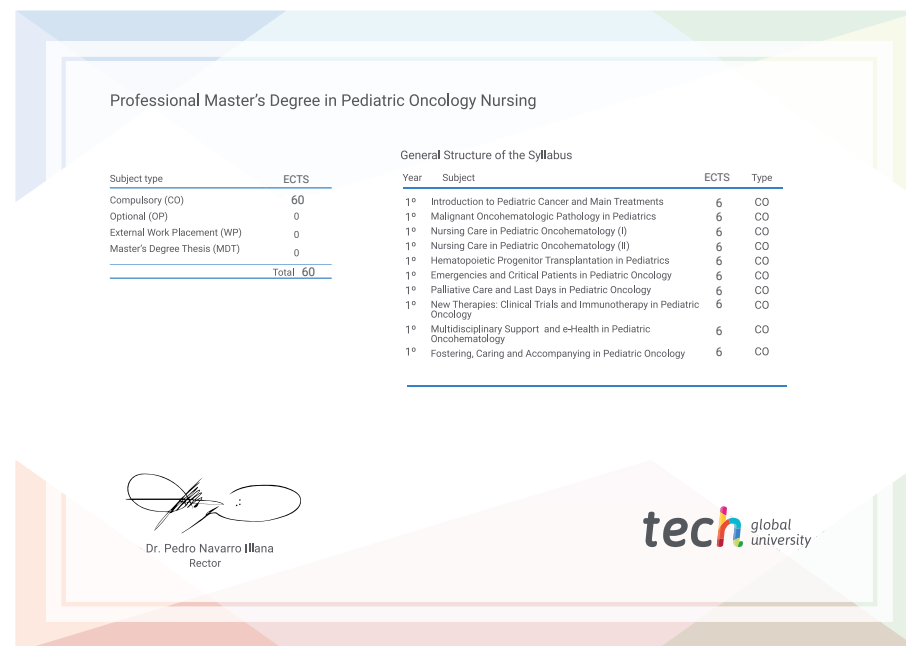 Professional Master's Degree in Pediatric Oncology Nursing
Subject type ECTS
Compulsory (CO) 60
Optional (OP) 0
External Work Placement (WP) 0
Master's Degree Thesis (MDT) 0
Total 60
General Structure of the Syllabus
Year Subject ECTS Type
1º Introduction to Pediatric Cancer and Main Treatments 6 CO
1º Malignant Oncohematologic Pathology in Pediatrics 6 CO
1º Nursing Care in Pediatric Oncohematology (I) 6 CO
1º Nursing Care in Pediatric Oncohematology (II) 6 CO
1º Hematopoietic Progenitor Transplantation in Pediatrics 6 CO
1º Emergencies and Critical Patients in Pediatric Oncology 6 CO
1º Palliative Care and Last Days in Pediatric Oncology 6 CO
1º New Therapies: Clinical Trials and Immunotherapy in Pediatric 6 CO
Oncology
1º Multidisciplinary Support and e-Health in Pediatric 6 CO
Oncohematology
1º Fostering, Caring and Accompanying in Pediatric Oncology 6 CO
Dr. Pedro Navarro Illana
Rector
tech global
university